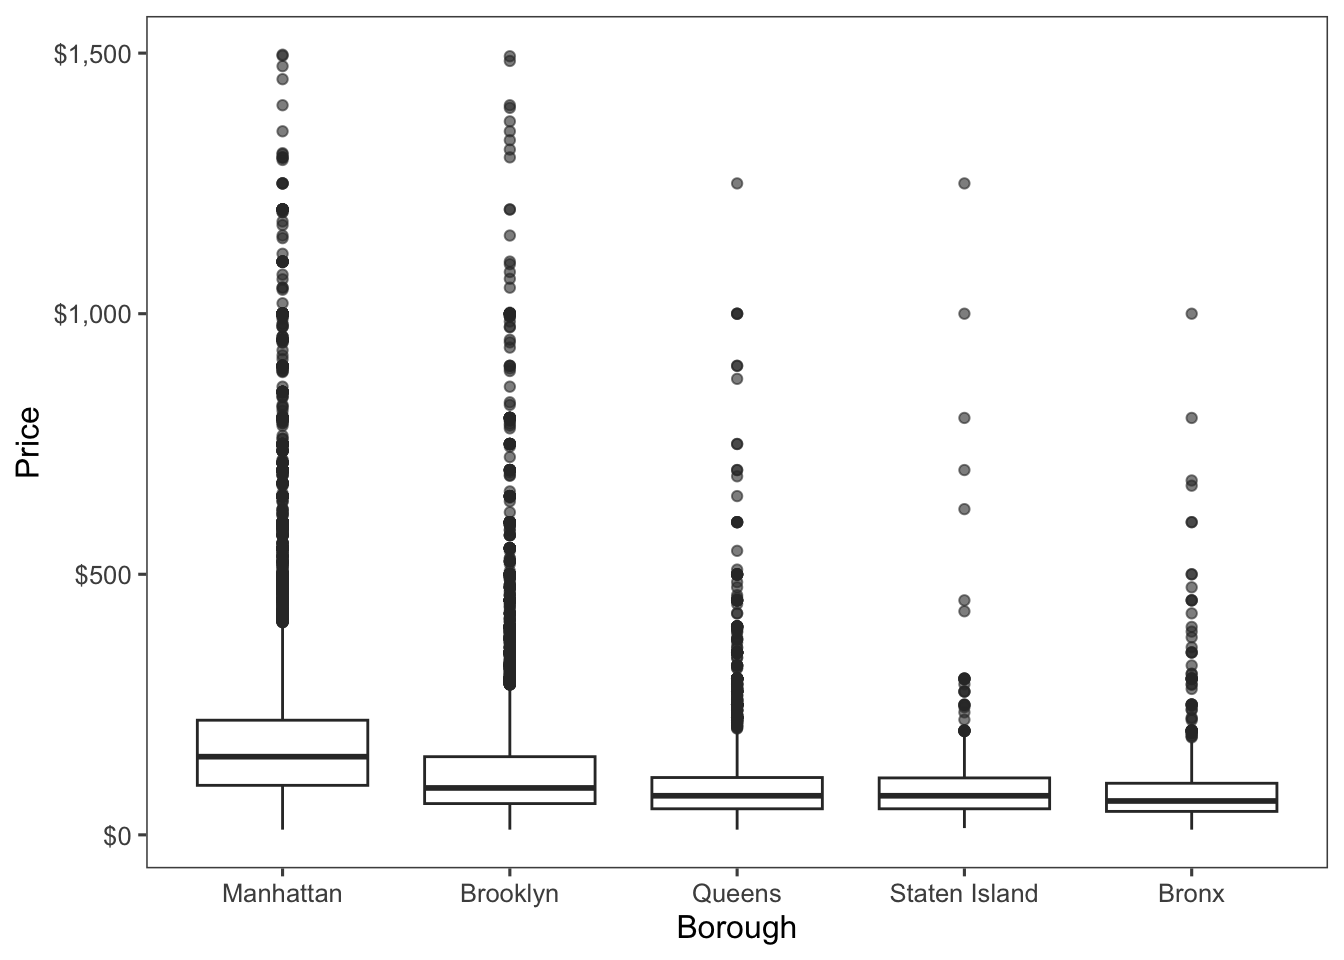 $1,500
$1,000
$500
$0
Price
Manhattan Brooklyn Queens Staten Island Bronx
Borough